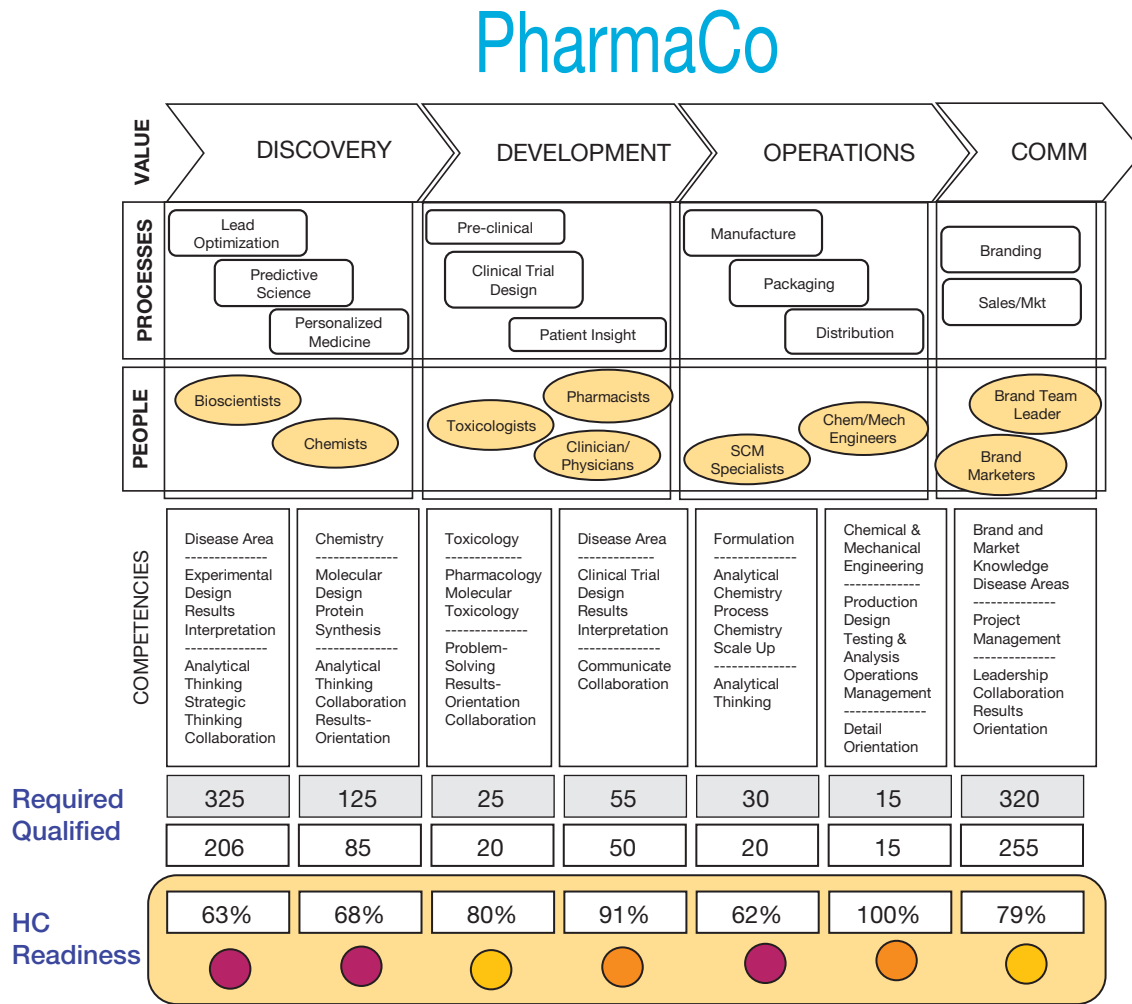 PharmaCo
VALUE
DISCOVERY
DEVELOPMENT
OPERATIONS
COMM
PROCESSES
Lead
Optimization
Predictive
Science
Personalized
Medicine
Pre-clinical
Clinical Trial
Design
Patient Insight
Manufacture
Packaging
Distribution
Branding
Sales/Mkt
PEOPLE
Bioscientists
Chemists
Toxicologists
Pharmacists
Clinician/
Physicians
SCM
Specialists
Chem/Mech
Engineers
Brand Team
Leader
Brand
Marketers
COMPETENCIES
Disease Area
--------------
Experimental
Design
Results
Interpretation
--------------
Analytical
Thinking
Strategic
Thinking
Collaboration
Chemistry
--------------
Molecular
Design
Protein
Synthesis
--------------
Analytical
Thinking
Collaboration
Results-
Orientation
Toxicology
-------------
Pharmacology
Molecular
Toxicology
--------------
Problem-
Solving
Results-
Orientation
Collaboration
Disease Area
-------------
Clinical Trial
Design
Results
Interpretation
--------------
Communicate
Collaboration
Formulation
--------------
Analytical
Chemistry
Process
Chemistry
Scale Up
--------------
Analytical
Thinking
Chemical &
Mechanical
Engineering
-------------
Production
Design
Testing &
Analysis
Operations
Management
--------------
Detail
Orientation
Brand and
Market
Knowledge
Disease Areas
--------------
Project
Management
-------------
Leadership
Collaboration
Results
Orientation
Required
325
125
25
55
30
15
320
Qualified
206
85
20
50
20
15
255
HC
Readiness
63%
68%
80%
91%
62%
100%
79%